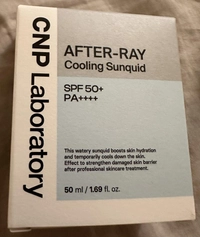 CNP Laboratory
AFTER-RAY
Cooling Sunquid
SPF 50+
PA++++
This watery sunquid boosts skin hydration
and temporarily cools down the skin.
Effect to strengthen damaged skin barrier
after professional skincare treatment.
50 ml / 1.69 fl. oz.